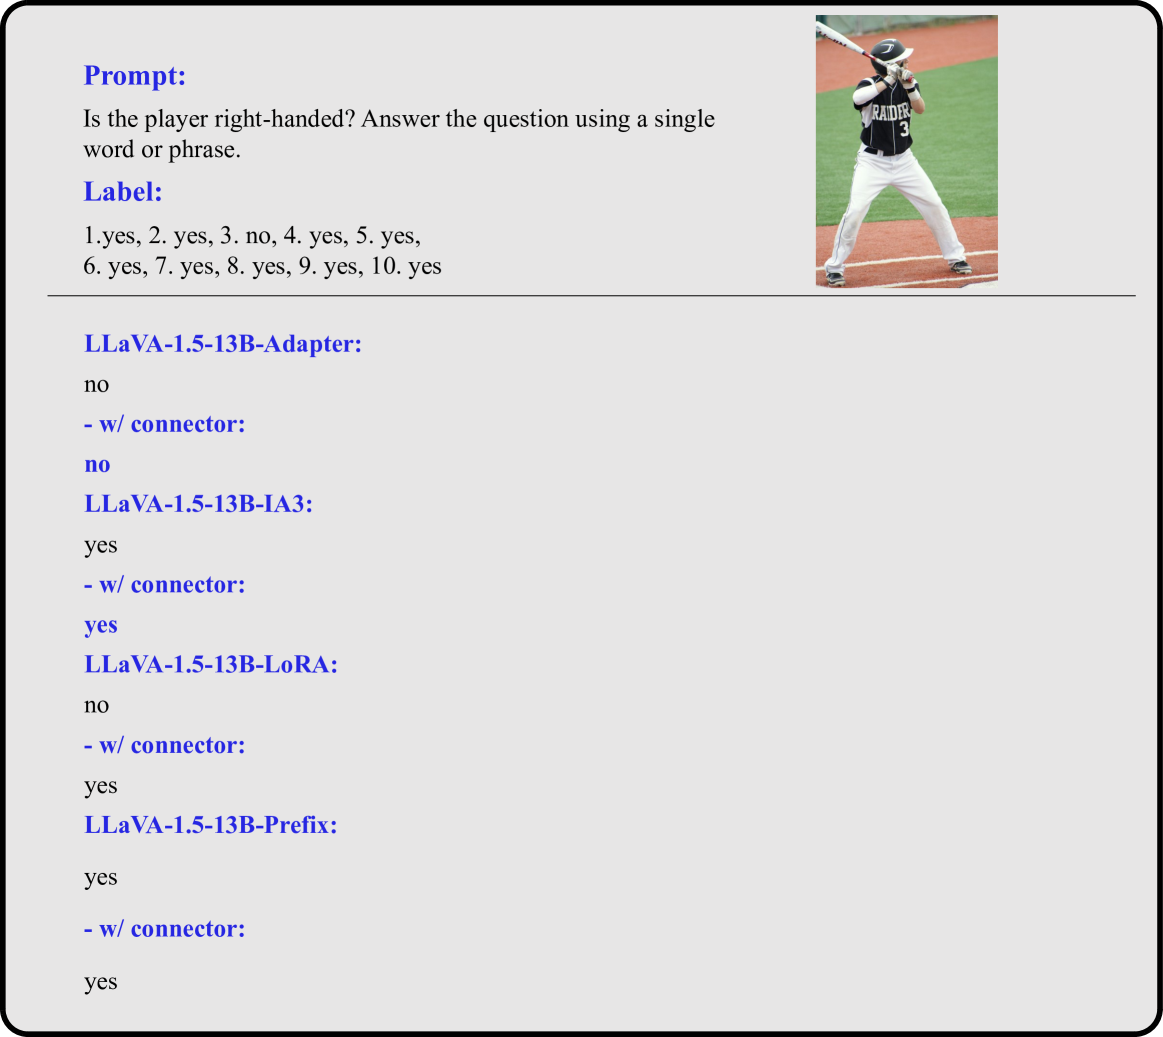 Prompt:
Is the player right-handed? Answer the question using a single
word or phrase.
Label:
1.yes, 2. yes, 3. no, 4. yes, 5. yes,
6. yes, 7. yes, 8. yes, 9. yes, 10. yes
RAIDERS
3
LLaVA-1.5-13B-Adapter:
no
- w/ connector:
no
LLaVA-1.5-13B-IA3:
yes
- w/ connector:
yes
LLaVA-1.5-13B-LoRA:
no
- w/ connector:
yes
LLaVA-1.5-13B-Prefix:
yes
- w/ connector:
yes